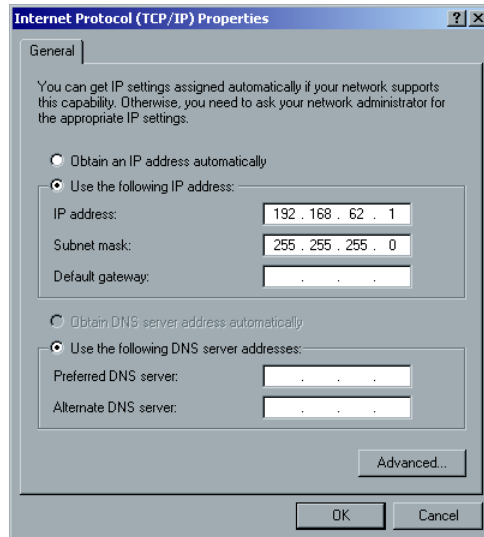 Internet Protocol (TCP/IP) Properties
General
You can get IP settings assigned automatically if your network supports
this capability. Otherwise, you need to ask your network administrator for
the appropriate IP settings.
Obtain an IP address automatically
Use the following IP address:
IP address: 192 . 168 . 62 . 1
Subnet mask: 255 . 255 . 255 . 0
Default gateway: . . .
Obtain DNS server address automatically
Use the following DNS server addresses:
Preferred DNS server: . . .
Alternate DNS server: . . .
Advanced...
OK Cancel